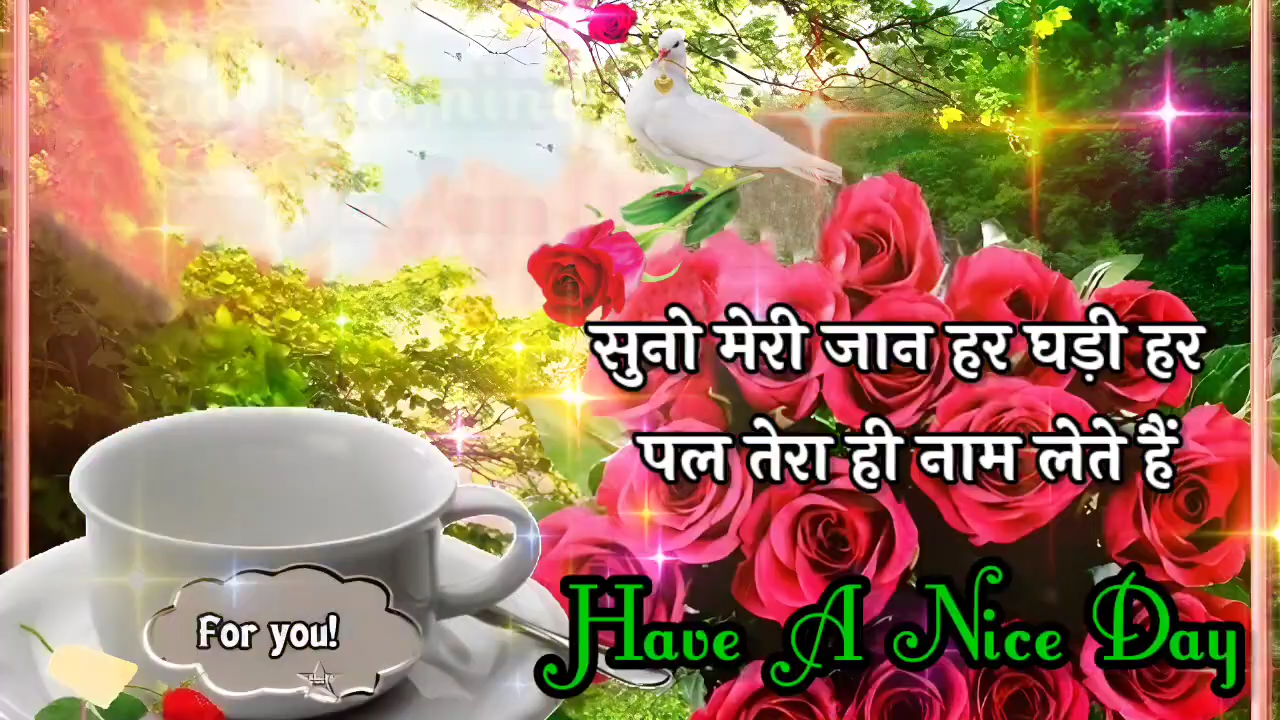 सुनो मेरी जान हर घड़ी हर
पल तेरा ही नाम लेते हैं
For you!
Have A Nice Day